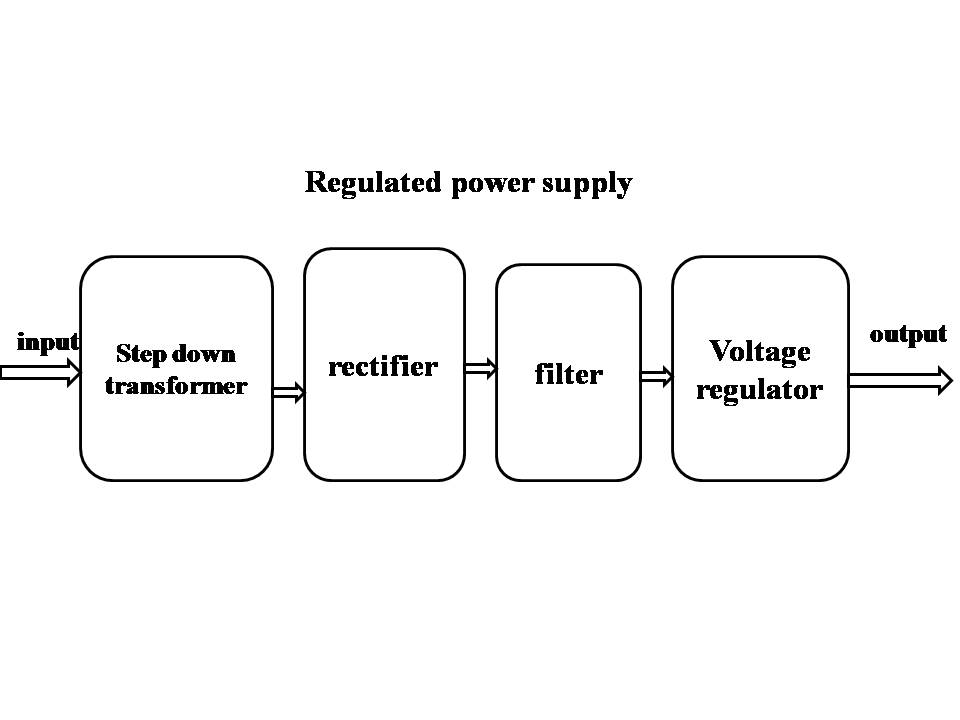 Regulated power supply
input
Step down
transformer
rectifier
filter
Voltage
regulator
output